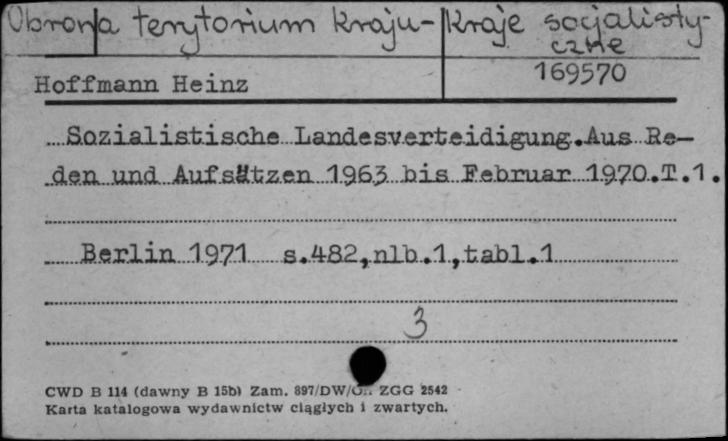 Obrona terytorium kraju- kraje socjalisty-
czne
Hoffmann Heinz 169570
Sozialistische Landesverteidigung.Aus Re-
den und Aufsätzen 1963 bis Februar 1970.T.1.
Berlin 1971 s.482,nlb.1,tabl.1
3
CWD B 114 (dawny B 15b) Zam. 897/DW/ ZGG 2542
Karta katalogowa wydawnictw ciągłych i zwartych.